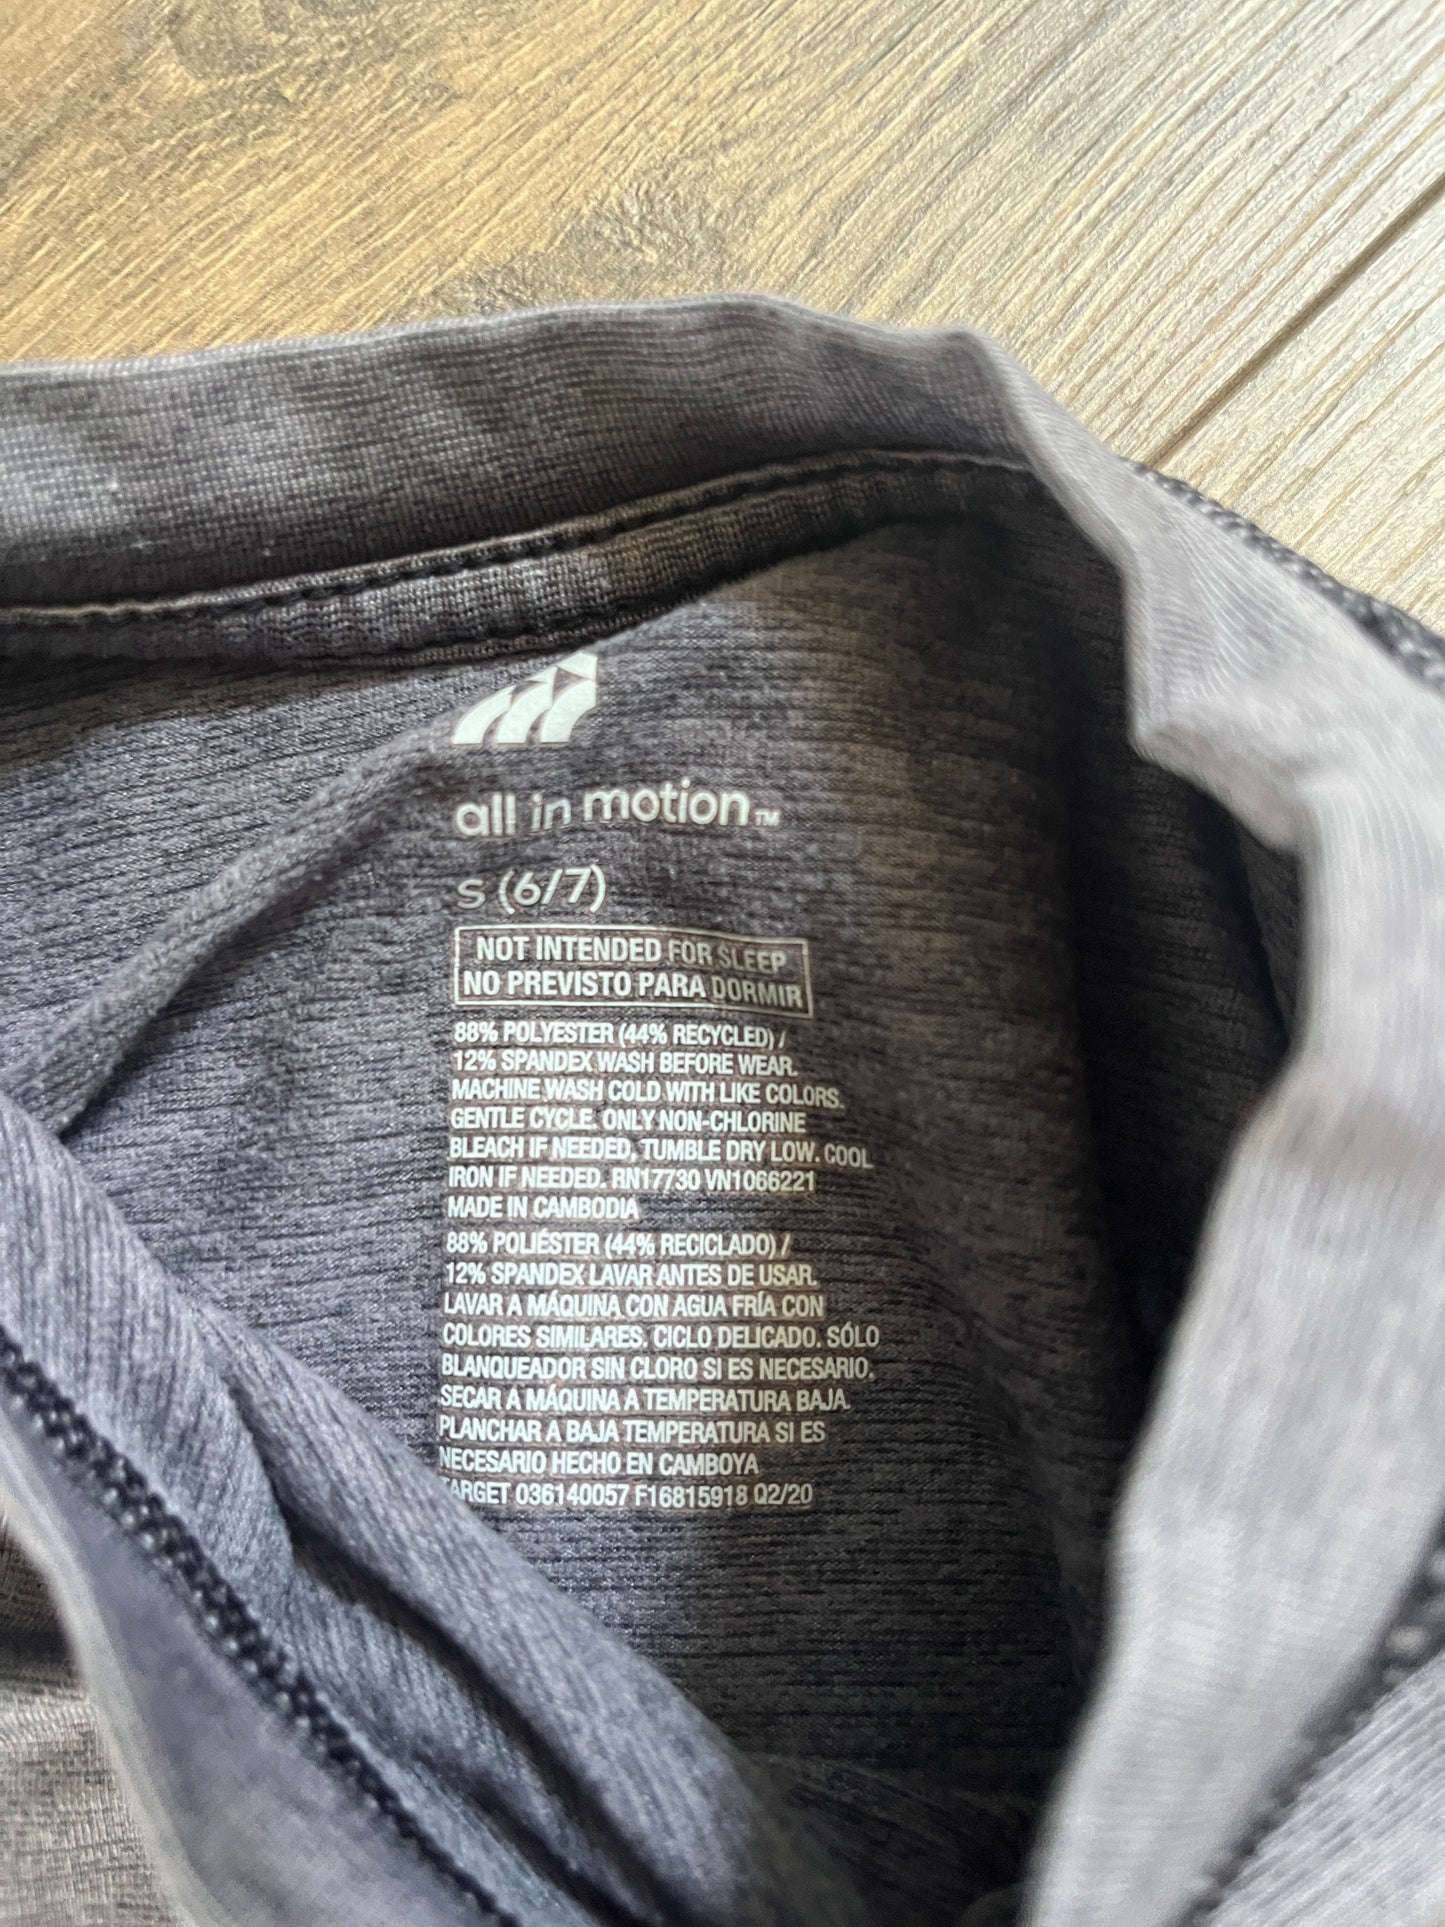 all in motion™
S (6/7)
NOT INTENDED FOR SLEEP
NO PREVISTO PARA DORMIR
88% POLYESTER (44% RECYCLED) /
12% SPANDEX WASH BEFORE WEAR.
MACHINE WASH COLD WITH LIKE COLORS.
GENTLE CYCLE. ONLY NON-CHLORINE
BLEACH IF NEEDED, TUMBLE DRY LOW. COOL
IRON IF NEEDED. RN17730 VN1066221
MADE IN CAMBODIA
88% POLIÉSTER (44% RECICLADO) /
12% SPANDEX LAVAR ANTES DE USAR.
LAVAR A MÁQUINA CON AGUA FRÍA CON
COLORES SIMILARES. CICLO DELICADO. SÓLO
BLANQUEADOR SIN CLORO SI ES NECESARIO.
SECAR A MÁQUINA A TEMPERATURA BAJA.
PLANCHAR A BAJA TEMPERATURA SI ES
NECESARIO HECHO EN CAMBOYA
TARGET 036140057 F16815918 Q2/20